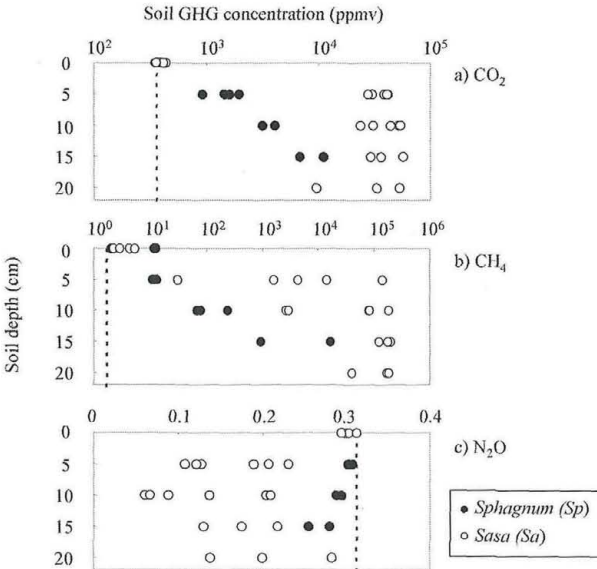 Soil GHG concentration (ppmv)
10² 10³ 10⁴ 10⁵
0
5
10
15
20
a) CO₂
10⁰ 10¹ 10² 10³ 10⁴ 10⁵ 10⁶
0
5
10
15
20
b) CH₄
Soil depth (cm)
0 0.1 0.2 0.3 0.4
0
5
10
15
20
c) N₂O
Sphagnum (Sp)
Sasa (Sa)